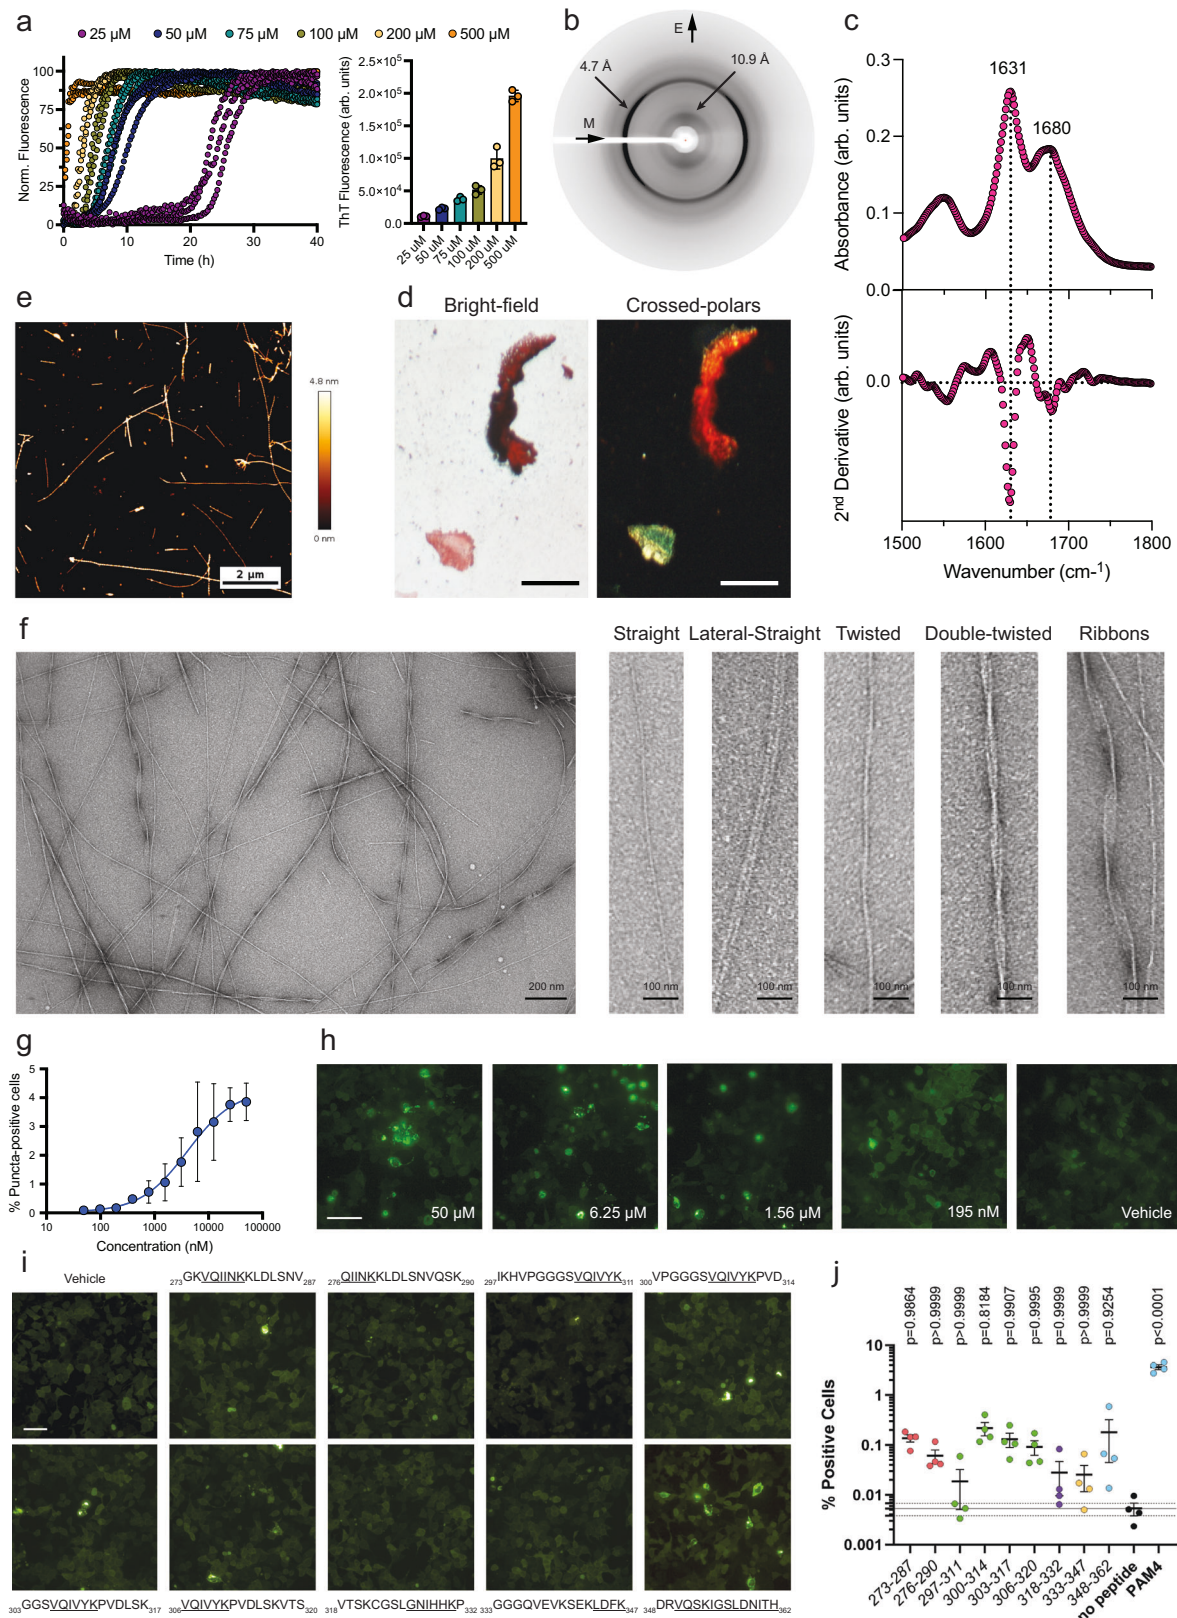 a
25 µM
50 µM
75 µM
100 µM
200 µM
500 µM
Norm. Fluorescence
100
75
50
25
0
0
10
20
30
40
Time (h)
ThT Fluorescence (arb. units)
2.5×10⁵
2.0×10⁵
1.5×10⁵
1.0×10⁵
5.0×10⁴
0.0
25 uM
50 uM
75 uM
100 uM
200 uM
500 uM
b
E
4.7 Å
10.9 Å
M
c
Absorbance (arb. units)
0.3
0.2
0.1
0.0
1631
1680
2nd Derivative (arb. units)
0.0
1500
1600
1700
1800
Wavenumber (cm-¹)
e
4.8 nm
0 nm
2 µm
d
Bright-field
Crossed-polars
f
200 nm
Straight
Lateral-Straight
Twisted
Double-twisted
Ribbons
100 nm
100 nm
100 nm
100 nm
100 nm
g
% Puncta-positive cells
5
4
3
2
1
0
10
100
1000
10000
100000
Concentration (nM)
h
50 µM
6.25 µM
1.56 µM
195 nM
Vehicle
i
Vehicle
273GKVQIINKKLDLSNV287
276QIINKKLDLSNVQSK290
297IKHVPGGGSVQIVYK311
300VPGGGSVQIVYKPVD314
303GGSVQIVYKPVDLSK317
306VQIVYKPVDLSKVTS320
318VTSKCGSLGNIHHKP332
333GGGQVEVKSEKLDFK347
348DRVQSKIGSLDNITH362
j
p=0.9864
p>0.9999
p>0.9999
p=0.8184
p=0.9907
p=0.9995
p=0.9999
p>0.9999
p=0.9254
p<0.0001
% Positive Cells
10
1
0.1
0.01
0.001
273-287
276-290
297-311
300-314
303-317
306-320
318-332
333-347
348-362
no peptide
PAM4